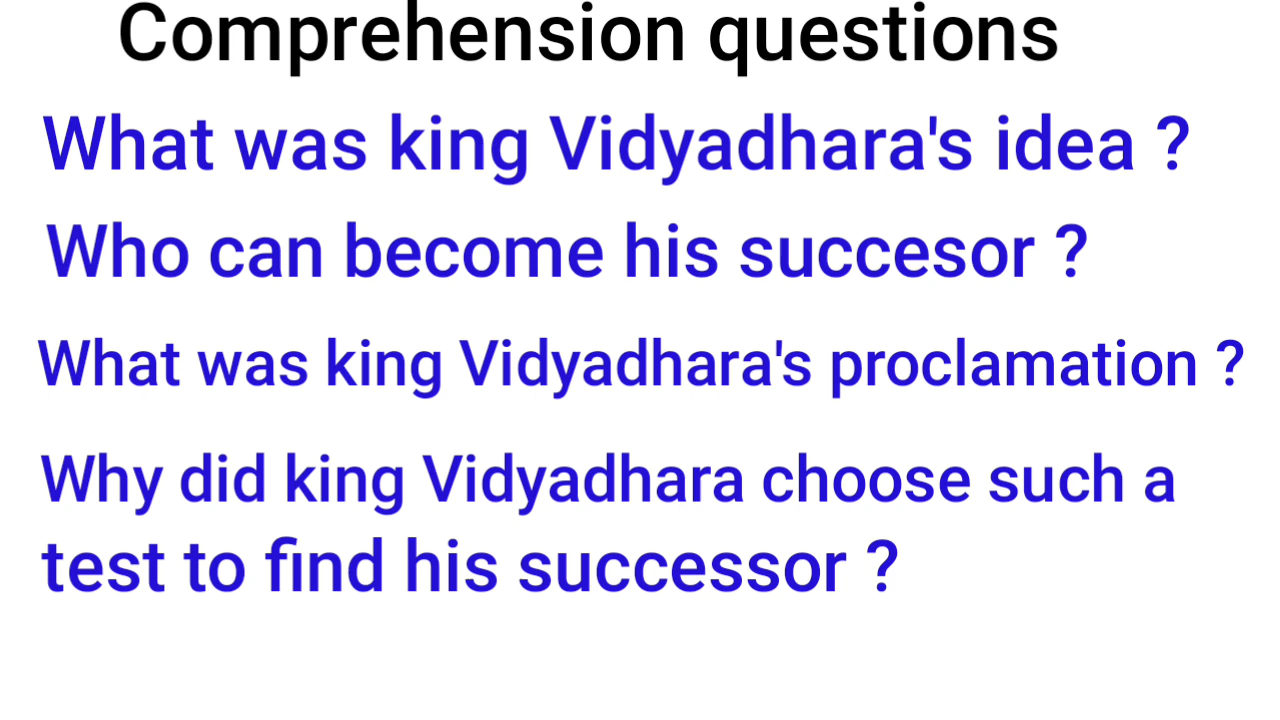 Comprehension questions
What was king Vidyadhara's idea ?
Who can become his succesor ?
What was king Vidyadhara's proclamation ?
Why did king Vidyadhara choose such a
test to find his successor ?